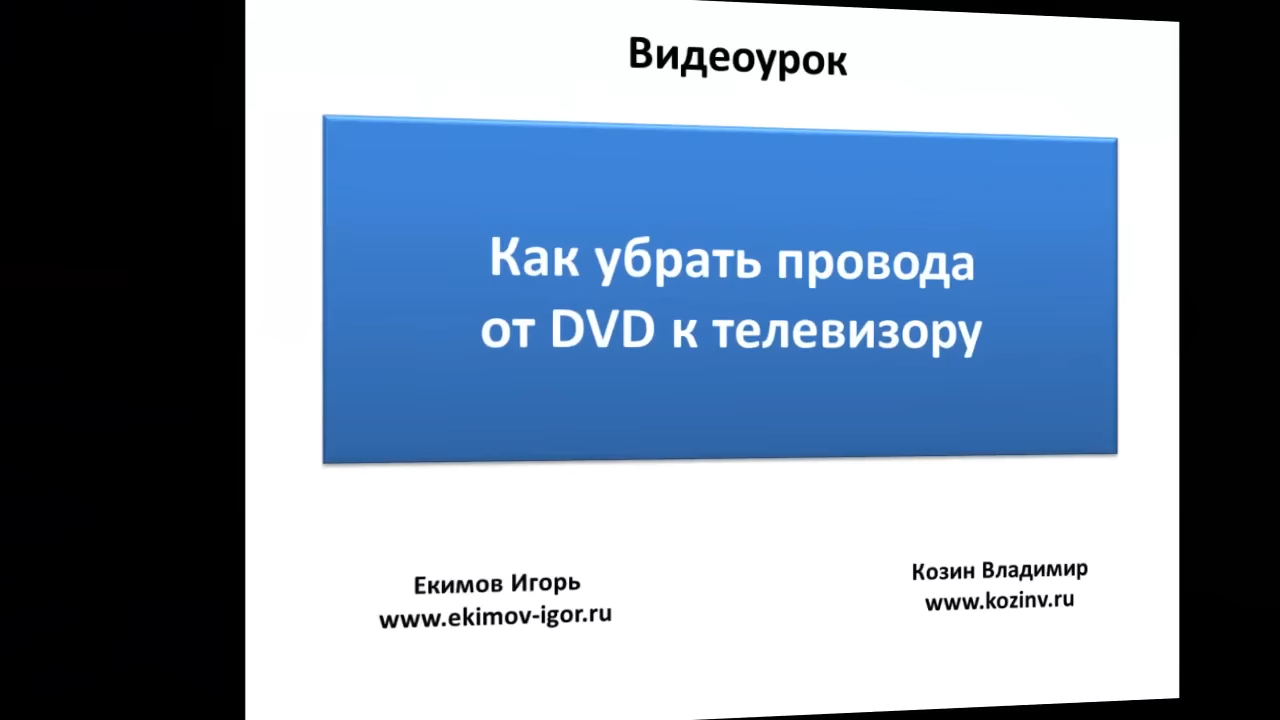 Видеоурок
Как убрать провода
от DVD к телевизору
Екимов Игорь
www.ekimov-igor.ru
Козин Владимир
www.kozinv.ru